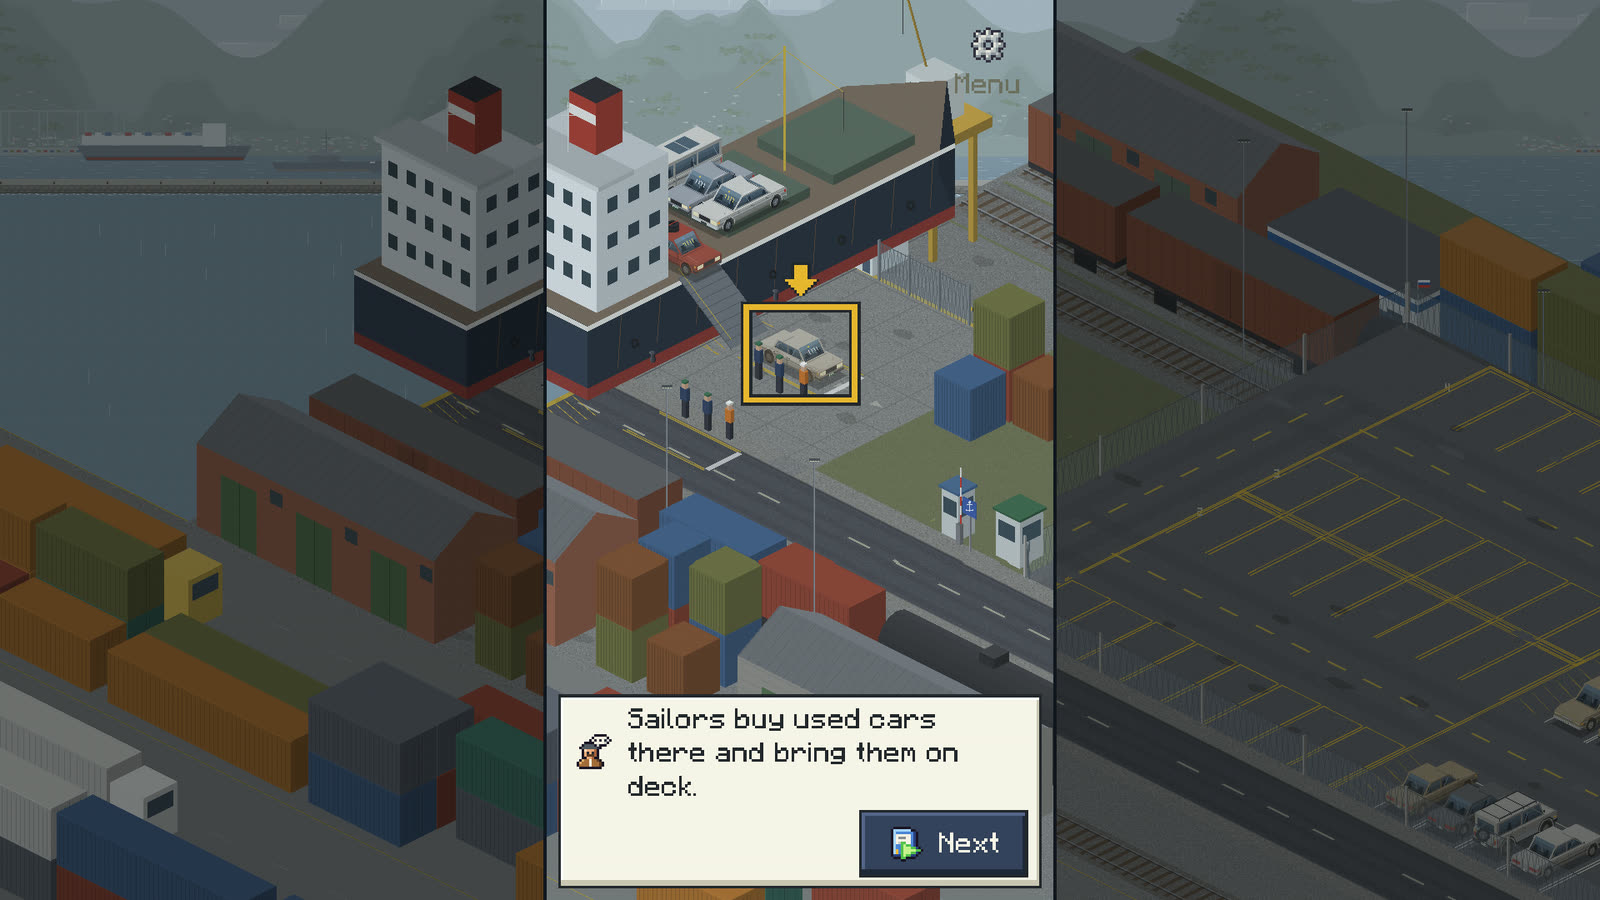 Menu
Sailors buy used cars
there and bring them on
deck.
Next